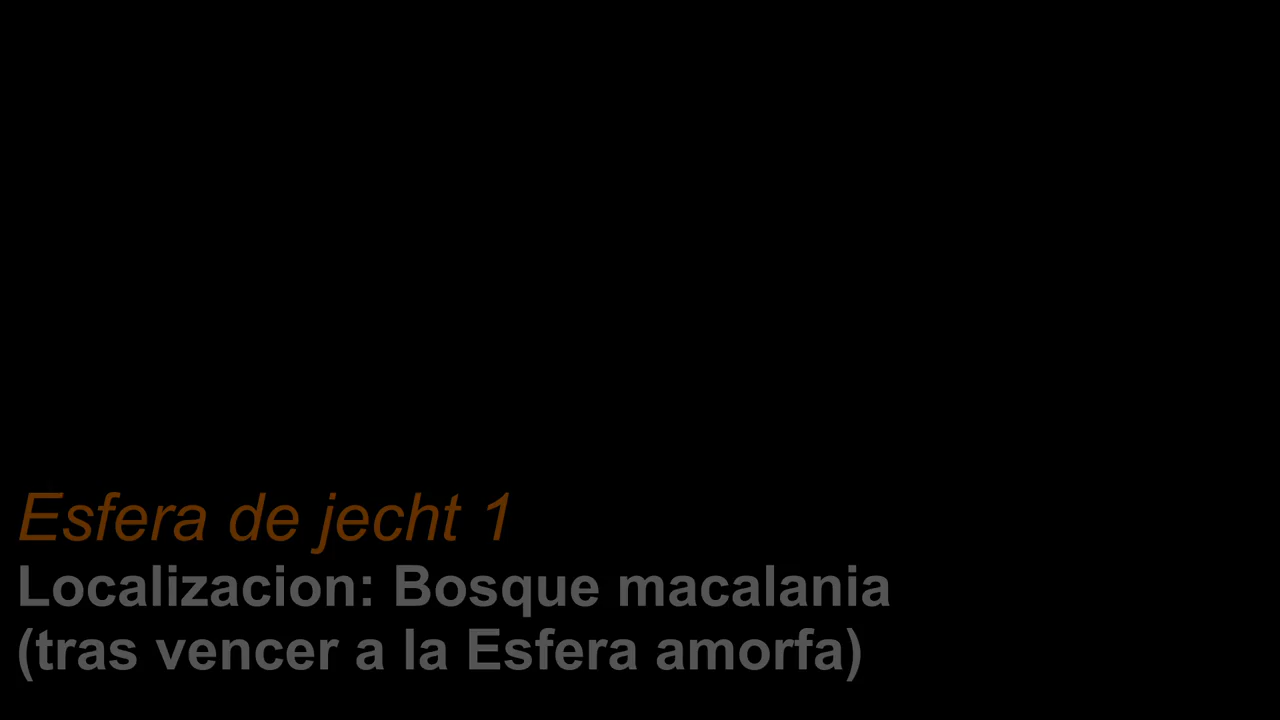 Esfera de jecht 1
Localizacion: Bosque macalania
(tras vencer a la Esfera amorfa)